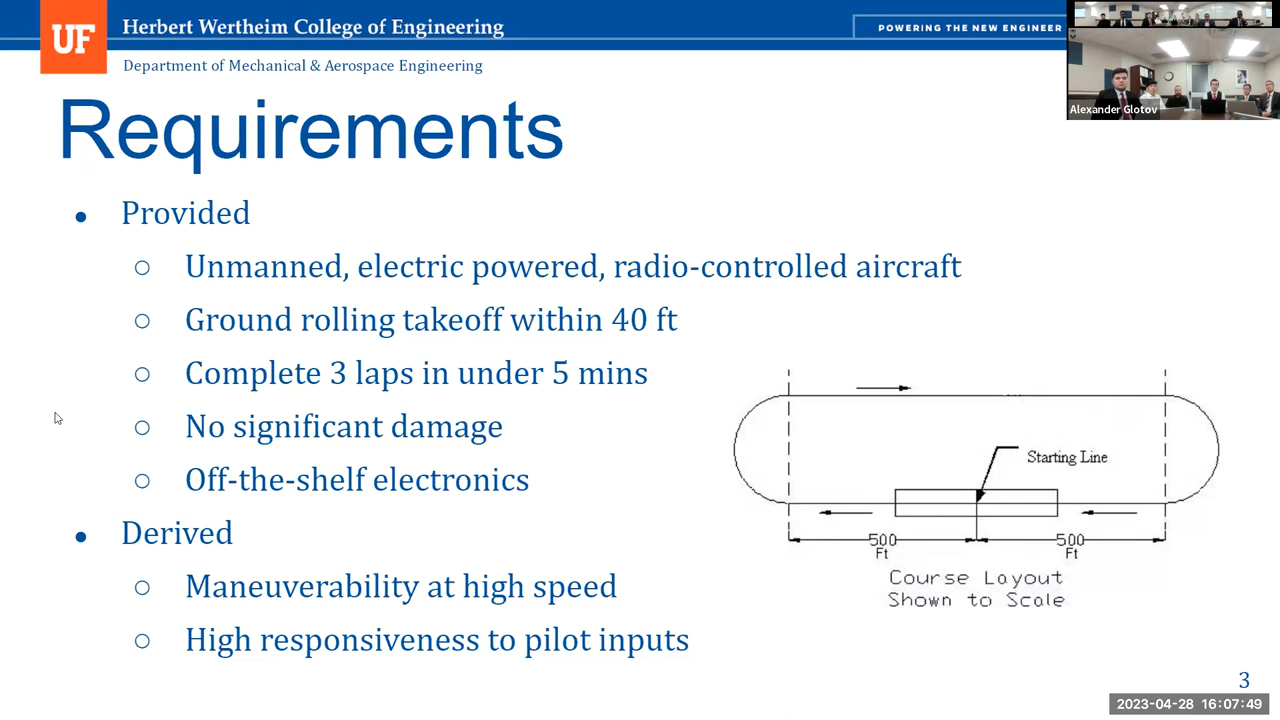 UF
Herbert Wertheim College of Engineering
POWERING THE NEW ENGINEER
Department of Mechanical & Aerospace Engineering
Alexander Glotov
Requirements
● Provided
○ Unmanned, electric powered, radio-controlled aircraft
○ Ground rolling takeoff within 40 ft
○ Complete 3 laps in under 5 mins
○ No significant damage
○ Off-the-shelf electronics
● Derived
○ Maneuverability at high speed
○ High responsiveness to pilot inputs
Starting Line
500 Ft
500 Ft
Course Layout
Shown to Scale
3
2023-04-28 16:07:49